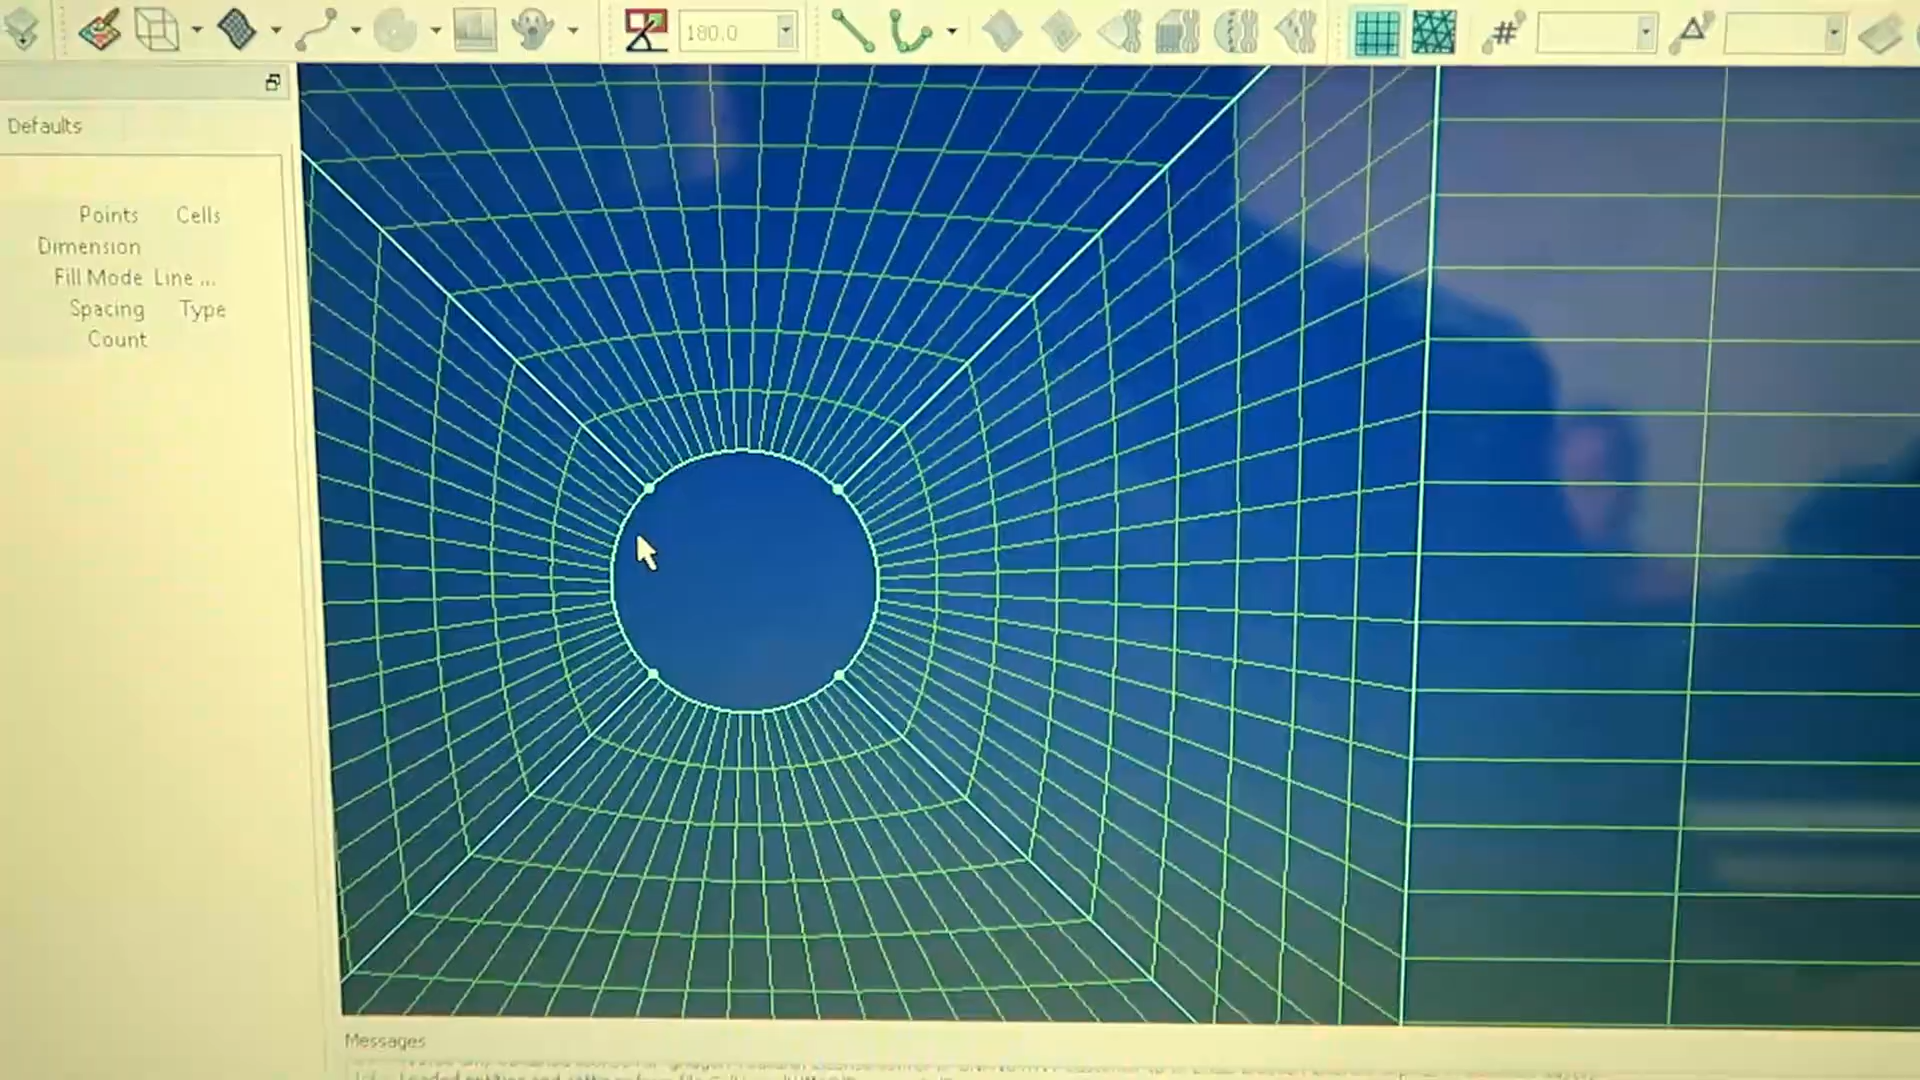 180.0
#
Defaults
Points Cells
Dimension
Fill Mode Line ...
Spacing Type
Count
Messages